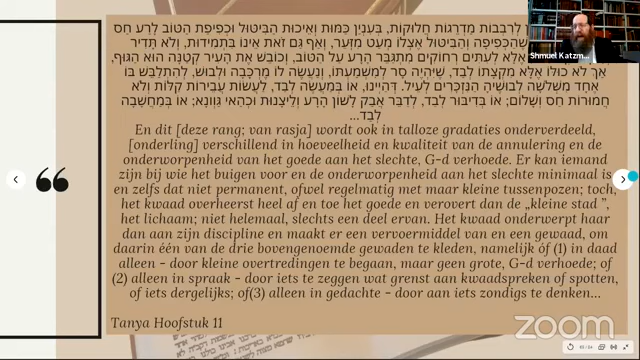 לרבבות מדרגות חלוקות, בענין כמות ואיכות הביטול וכפיפת הטוב לרע חס
שהכפיפה והביטול אצלו מעט מזער, ואף גם זאת אינו בתמידות, ולא תדיר
אלא לעתים רחוקים מתגבר הרע על הטוב, וכובש את העיר קטנה הוא הגוף,
אך לא כולו אלא מקצתו לבד, שיהיה סר למשמעתו, ונעשה לו מרכבה ולבוש, להתלבש בו
אחד משלשה לבושיה הנזכרים לעיל. דהיינו, או במעשה לבד, לעשות עבירות קלות ולא
חמורות חס ושלום; או בדיבור לבד, לדבר אבק לשון הרע וליצנות וכהאי גוונא; או במחשבה
לבד...
En dit [deze rang; van rasja] wordt ook in talloze gradaties onderverdeeld,
[onderling] verschillend in hoeveelheid en kwaliteit van de annulering en de
onderworpenheid van het goede aan het slechte, G-d verhoede. Er kan iemand
zijn bij wie het buigen voor en de onderworpenheid aan het slechte minimaal is
en zelfs dat niet permanent, ofwel regelmatig met maar kleine tussenpozen; toch,
het kwaad overheerst heel af en toe het goede en verovert dan de „kleine stad ”,
het lichaam; niet helemaal, slechts een deel ervan. Het kwaad onderwerpt haar
dan aan zijn discipline en maakt er een vervoermiddel van en een gewaad, om
daarin één van de drie bovengenoemde gewaden te kleden, namelijk óf (1) in daad
alleen - door kleine overtredingen te begaan, maar geen grote, G-d verhoede; of
(2) alleen in spraak - door iets te zeggen wat grenst aan kwaadspreken of spotten,
of iets dergelijks; of(3) alleen in gedachte - door aan iets zondigs te denken...
Tanya Hoofstuk 11
Shmuel Katzm...
zoom